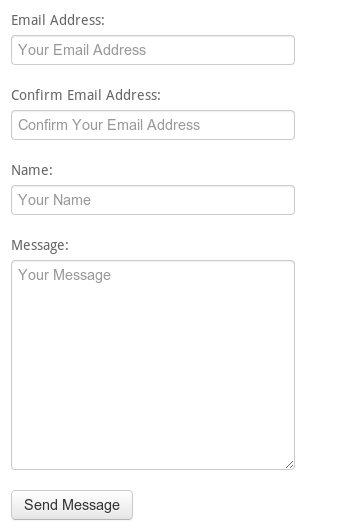 Email Address:
Your Email Address
Confirm Email Address:
Confirm Your Email Address
Name:
Your Name
Message:
Your Message
Send Message